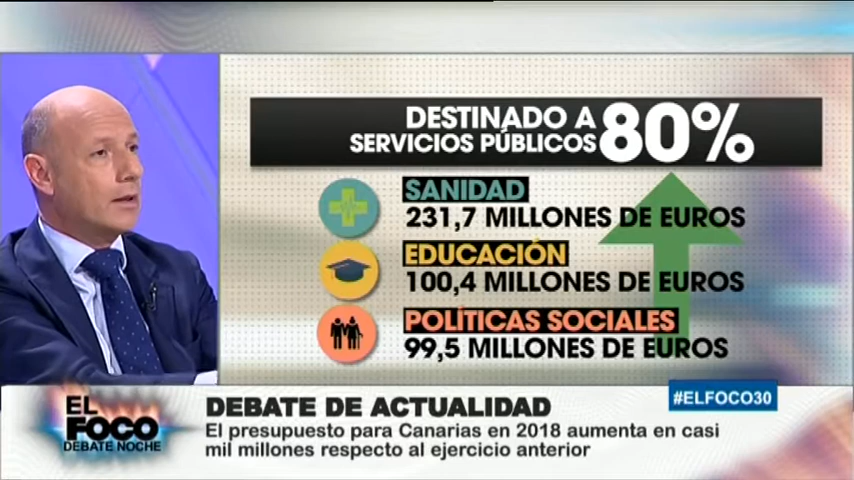 DESTINADO A
SERVICIOS PÚBLICOS 80%
SANIDAD
231,7 MILLONES DE EUROS
EDUCACIÓN
100,4 MILLONES DE EUROS
POLÍTICAS SOCIALES
99,5 MILLONES DE EUROS
#ELFOCO30
EL
FOCO
DEBATE NOCHE
DEBATE DE ACTUALIDAD
El presupuesto para Canarias en 2018 aumenta en casi
mil millones respecto al ejercicio anterior